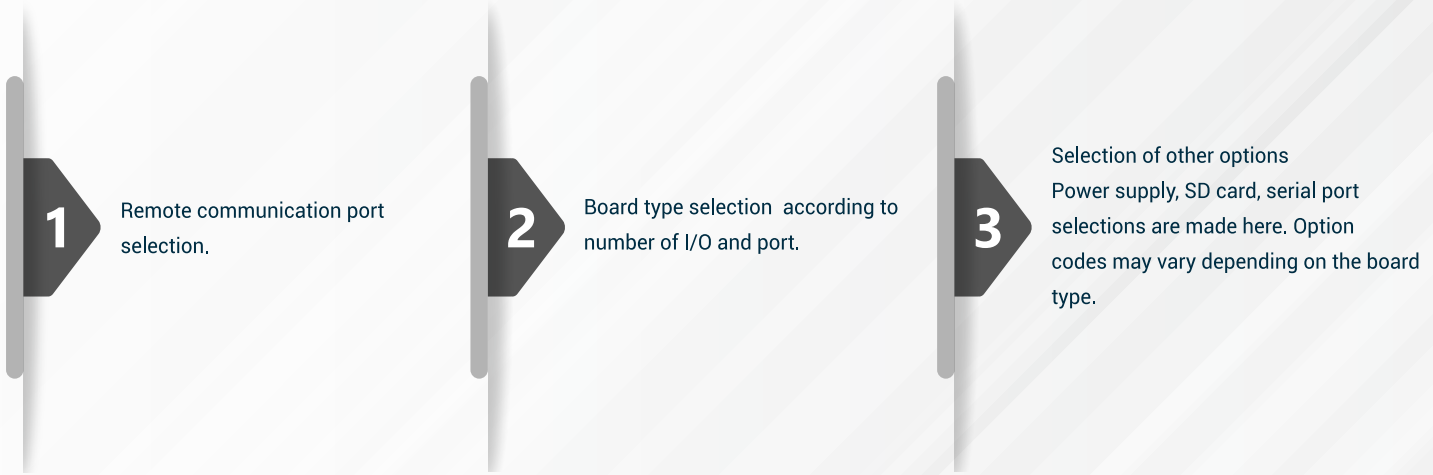 1
Remote communication port
selection.
2
Board type selection  according to
number of I/O and port.
3
Selection of other options
Power supply, SD card, serial port
selections are made here. Option
codes may vary depending on the board
type.